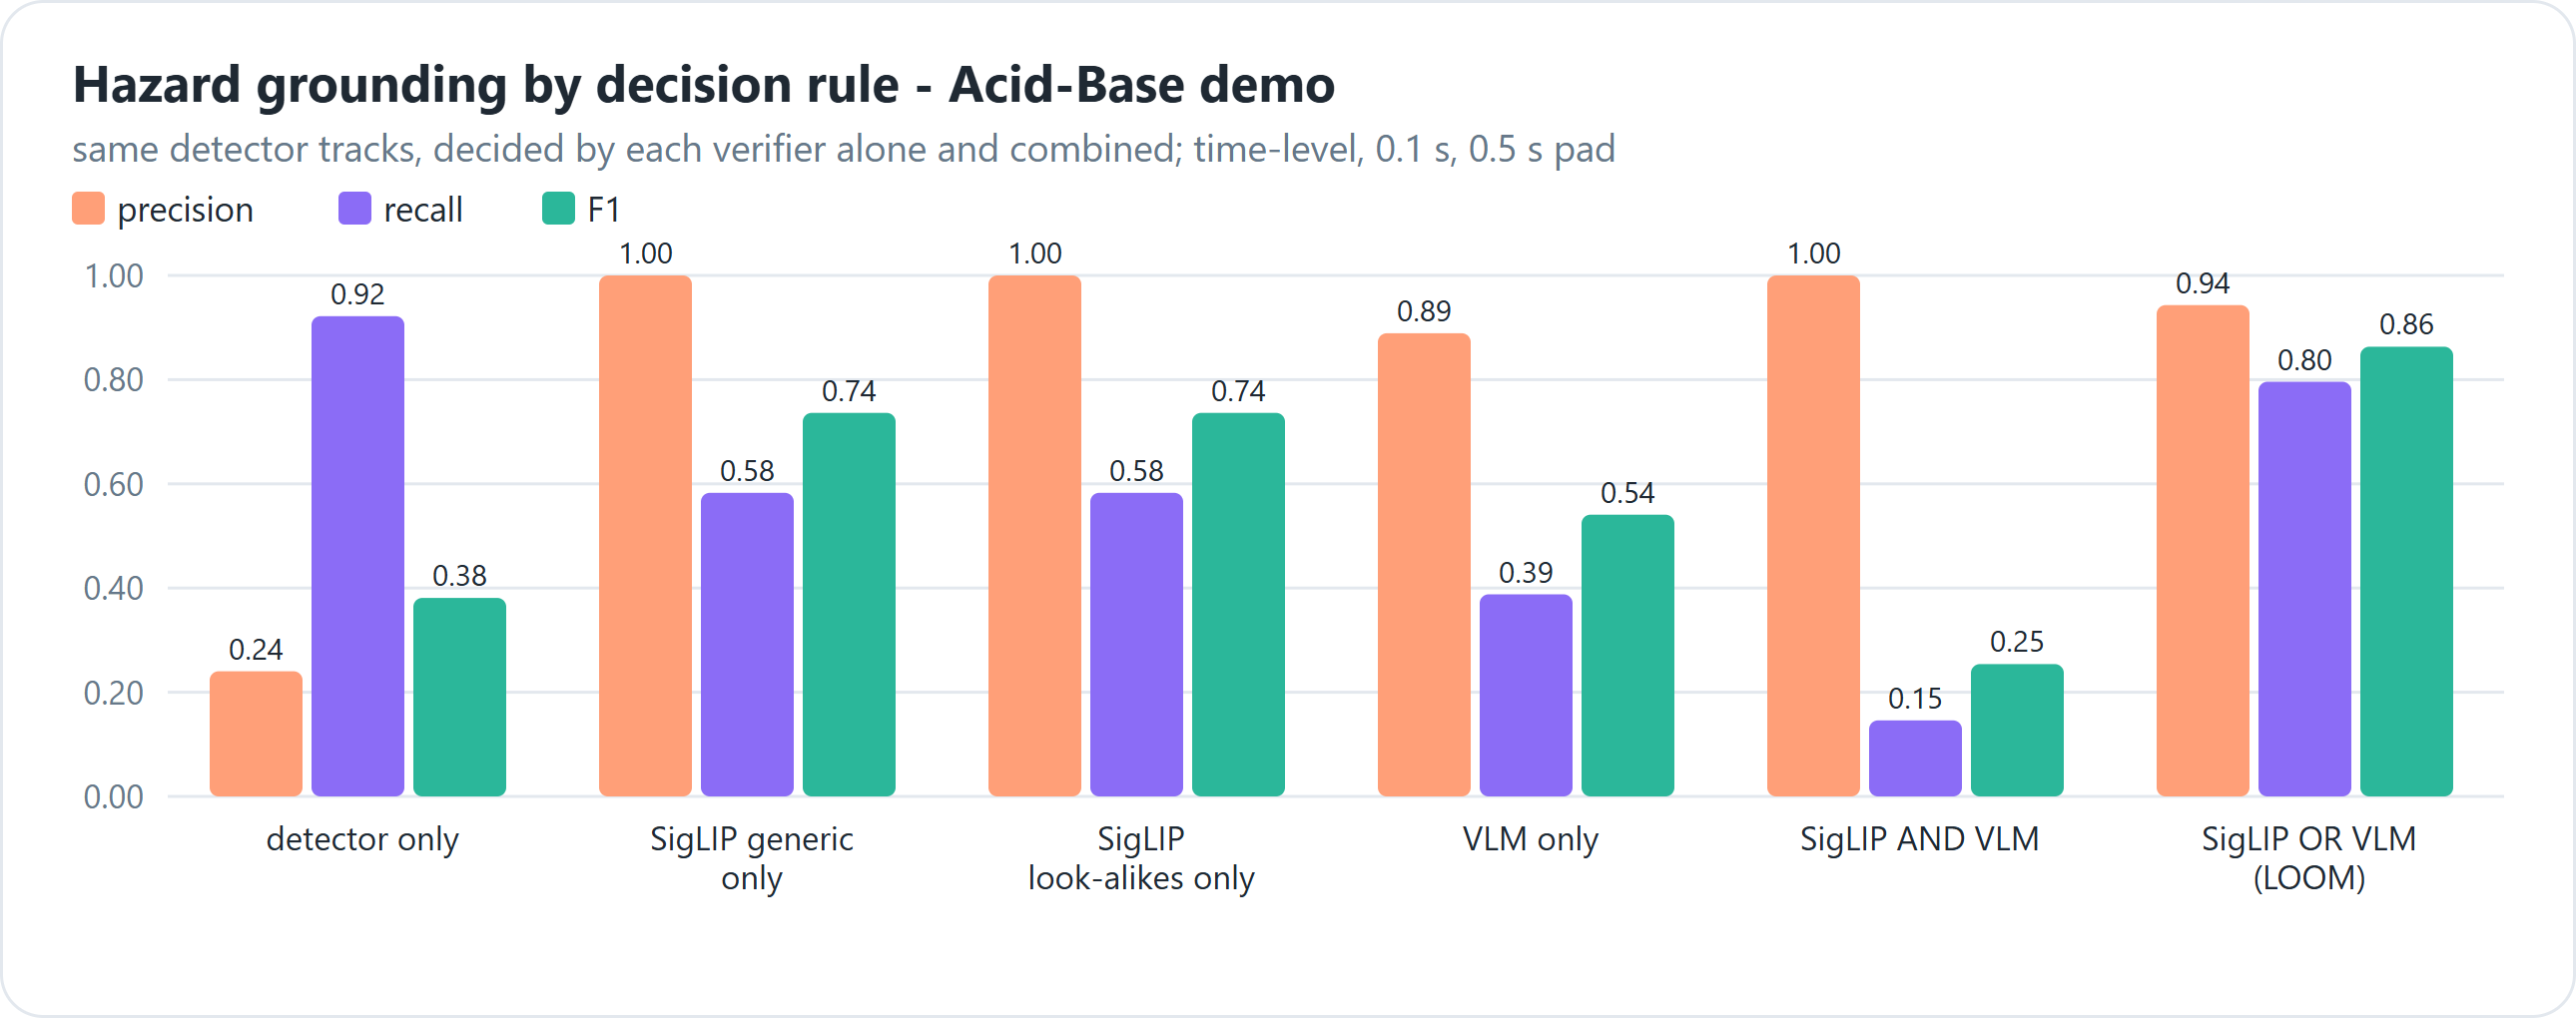 Hazard grounding by decision rule - Acid-Base demo
same detector tracks, decided by each verifier alone and combined; time-level, 0.1 s, 0.5 s pad
precision recall F1
1.00
0.80
0.60
0.40
0.20
0.00
0.24 0.92 0.38
1.00 0.58 0.74
1.00 0.58 0.74
0.89 0.39 0.54
1.00 0.15 0.25
0.94 0.80 0.86
detector only
SigLIP generic
only
SigLIP
look-alikes only
VLM only
SigLIP AND VLM
SigLIP OR VLM
(LOOM)